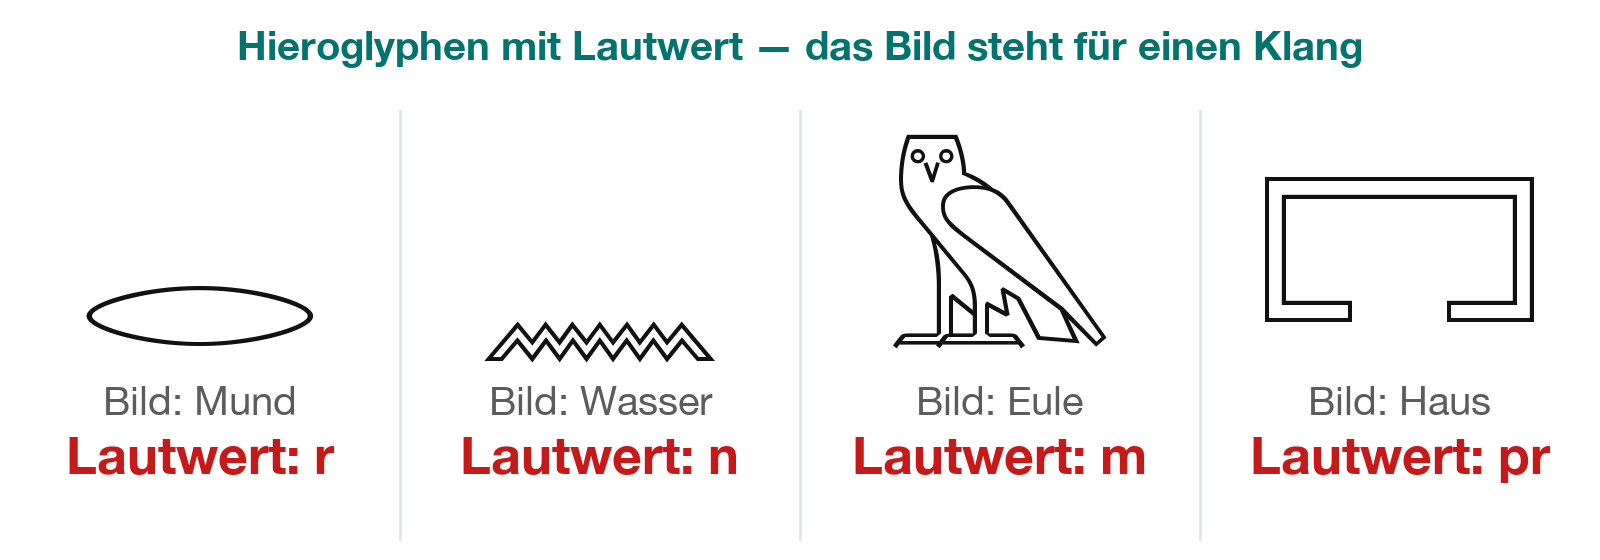 Hieroglyphen mit Lautwert — das Bild steht für einen Klang
Bild: Mund
Lautwert: r
Bild: Wasser
Lautwert: n
Bild: Eule
Lautwert: m
Bild: Haus
Lautwert: pr